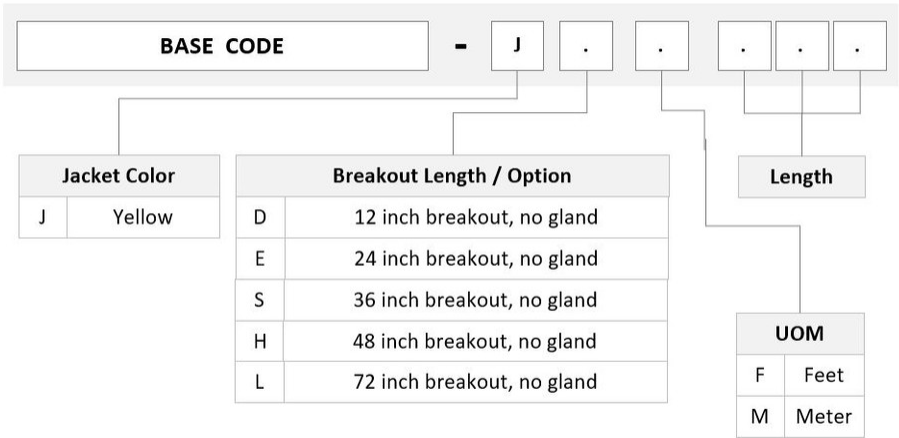 BASE CODE - J . . . . .
Jacket Color
J Yellow
Breakout Length / Option
D 12 inch breakout, no gland
E 24 inch breakout, no gland
S 36 inch breakout, no gland
H 48 inch breakout, no gland
L 72 inch breakout, no gland
Length
UOM
F Feet
M Meter